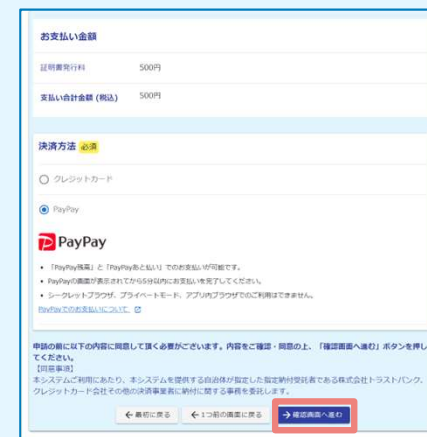 お支払い金額
証明書発行料 500円
支払い合計金額 (税込) 500円
決済方法 必須
クレジットカード
PayPay
PayPay
• 「PayPay残高」と「PayPayあと払い」でのお支払いが可能です。
• PayPayの画面が表示されてから5分以内にお支払いを完了してください。
• シークレットブラウザ、プライベートモード、アプリ内ブラウザでのご利用はできません。
PayPayでのお支払いについて
申請の前に以下の内容に同意して頂く必要がございます。内容をご確認・同意の上、「確認画面へ進む」ボタンを押し
てください。
【同意事項】
本システムご利用にあたり、本システムを提供する自治体が指定した指定納付受託者である株式会社トラストバンク、
クレジットカード会社その他の決済事業者に納付に関する事務を委託します。
← 最初に戻る ← 1つ前の画面に戻る → 確認画面へ進む